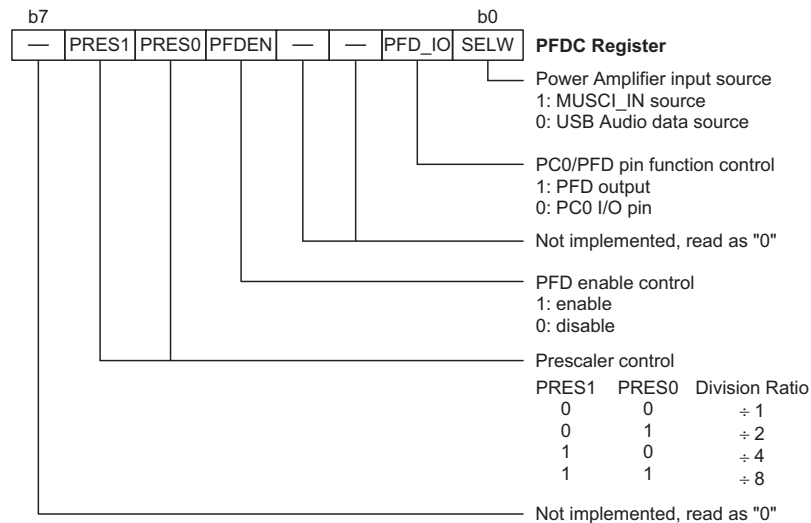 b7 b0
— PRES1 PRES0 PFDEN — — PFD_IO SELW PFDC Register
Power Amplifier input source
1: MUSCI_IN source
0: USB Audio data source
PC0/PFD pin function control
1: PFD output
0: PC0 I/O pin
Not implemented, read as "0"
PFD enable control
1: enable
0: disable
Prescaler control
PRES1 PRES0 Division Ratio
0 0 ÷ 1
0 1 ÷ 2
1 0 ÷ 4
1 1 ÷ 8
Not implemented, read as "0"